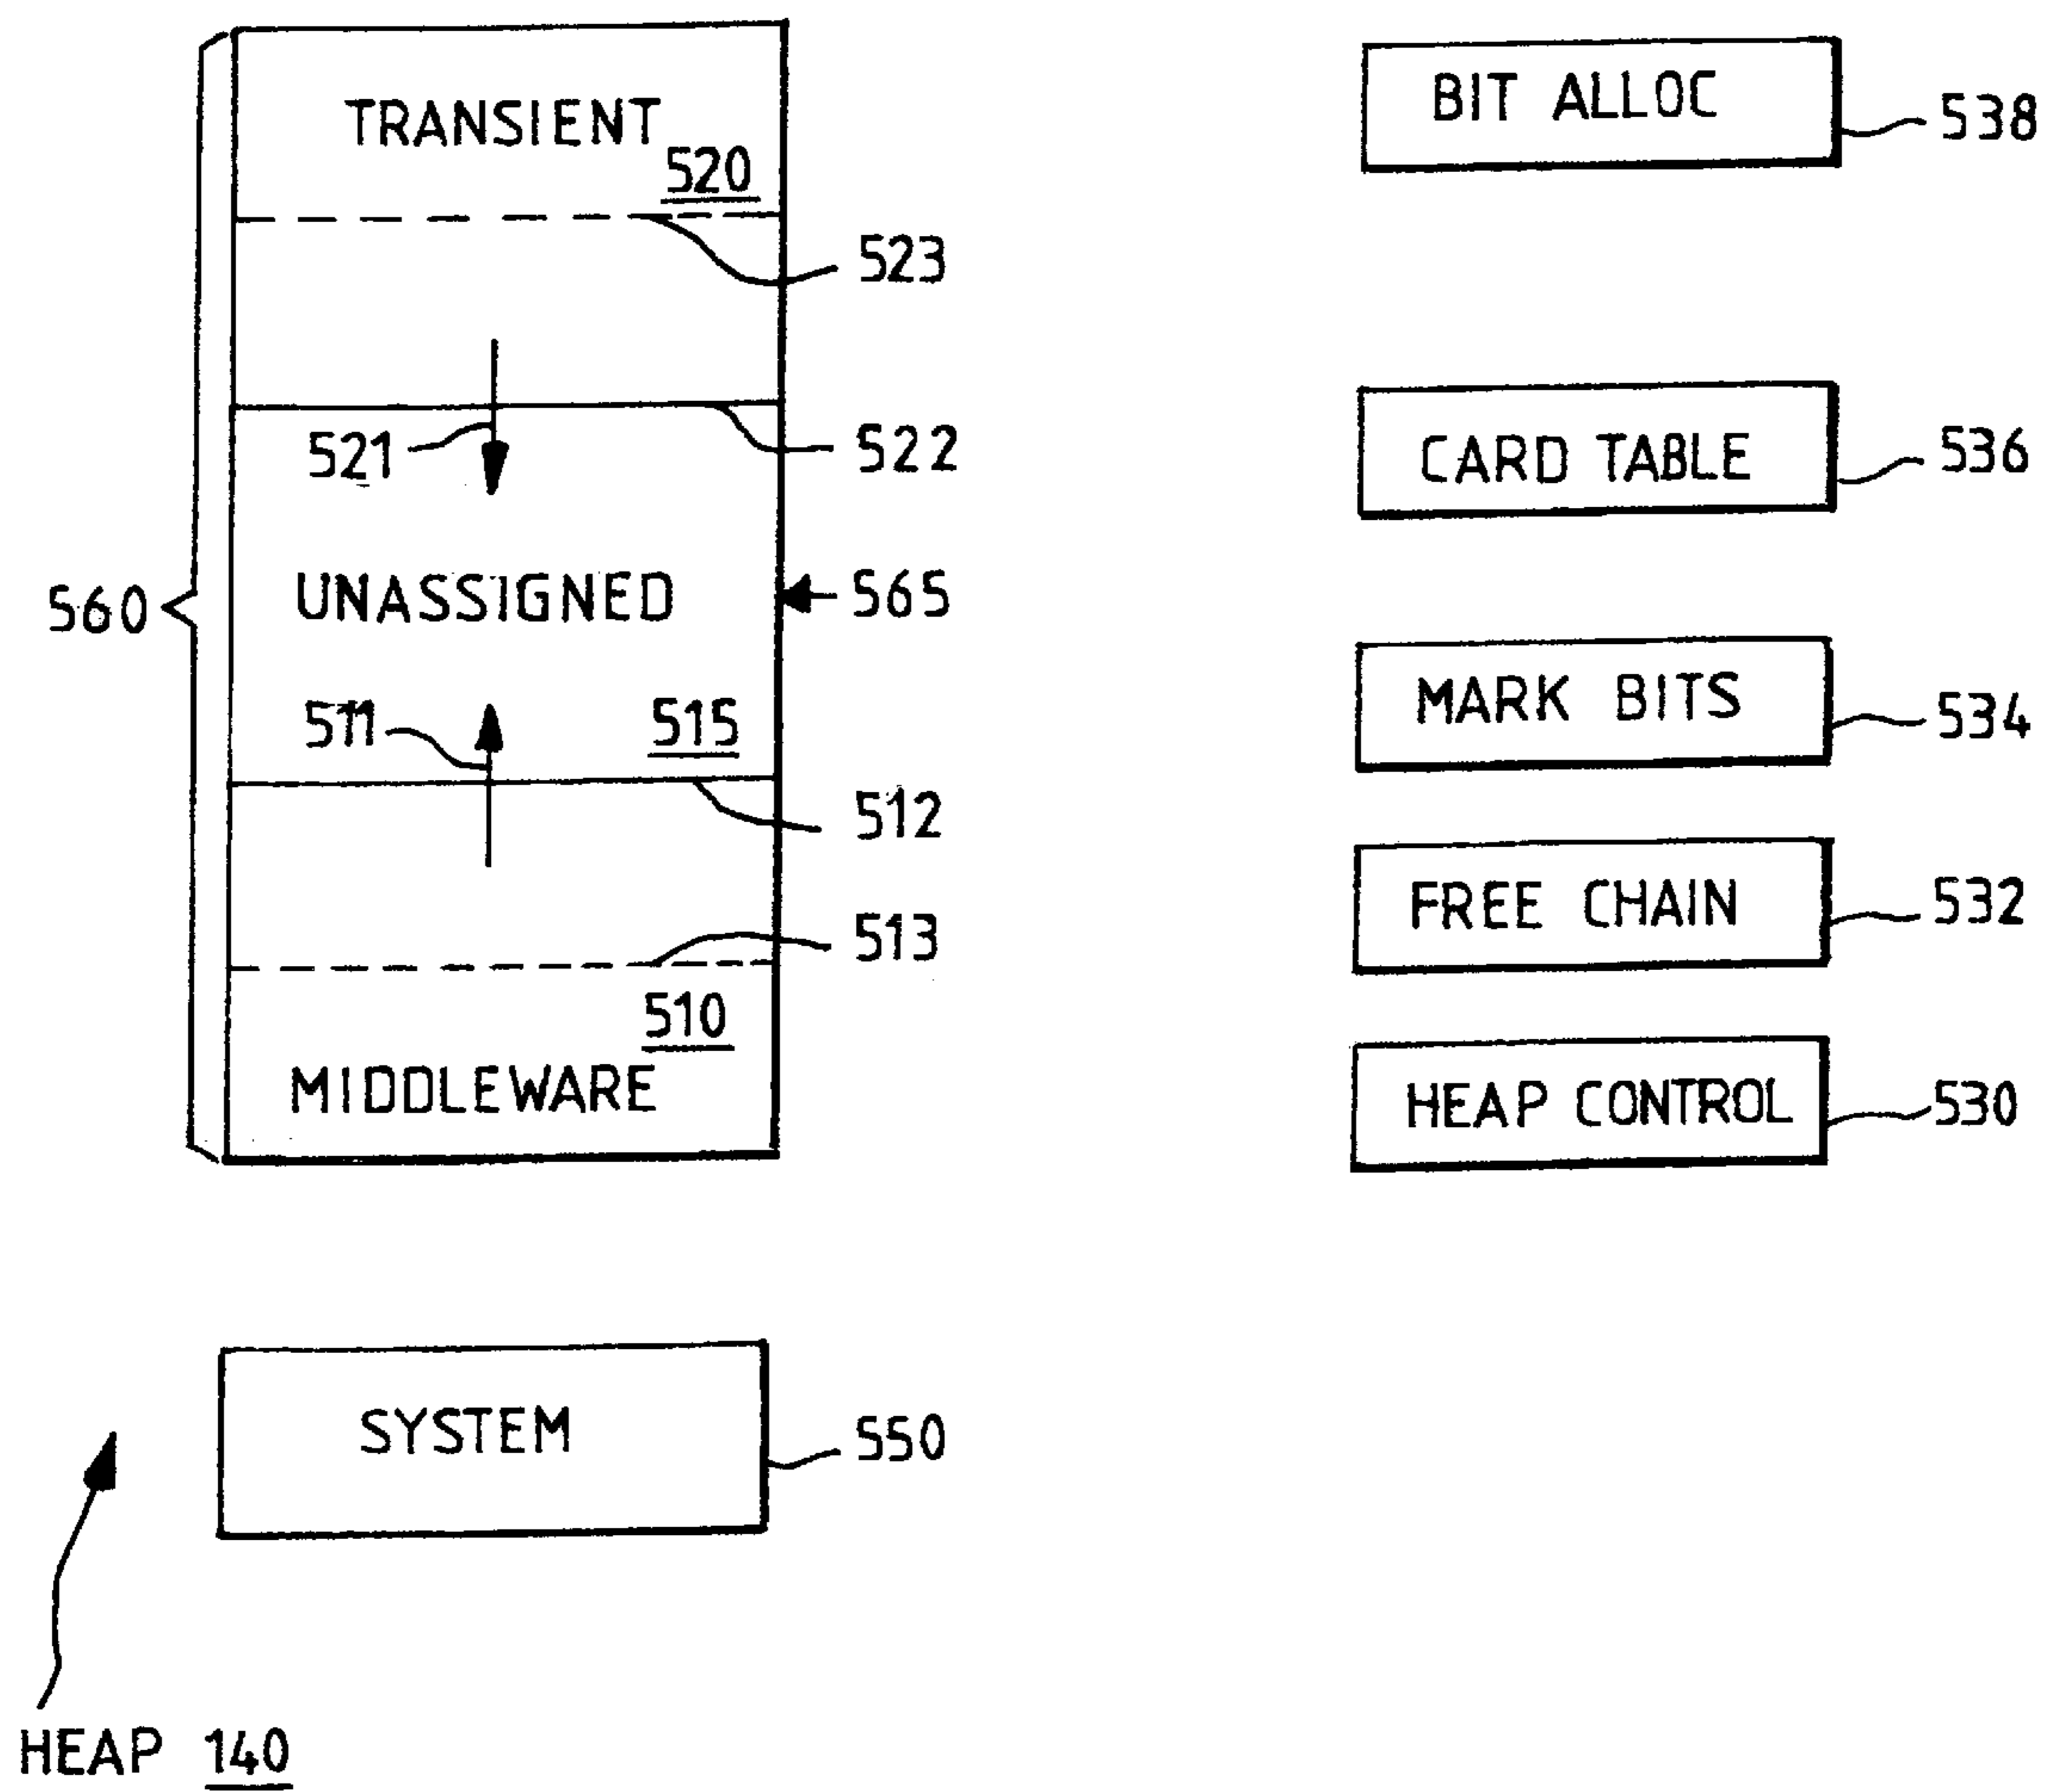 TRANSIENT
520
523
521
522
560
UNASSIGNED
565
511
515
512
513
510
MIDDLEWARE
SYSTEM
550
HEAP 140
BIT ALLOC
538
CARD TABLE
536
MARK BITS
534
FREE CHAIN
532
HEAP CONTROL
530